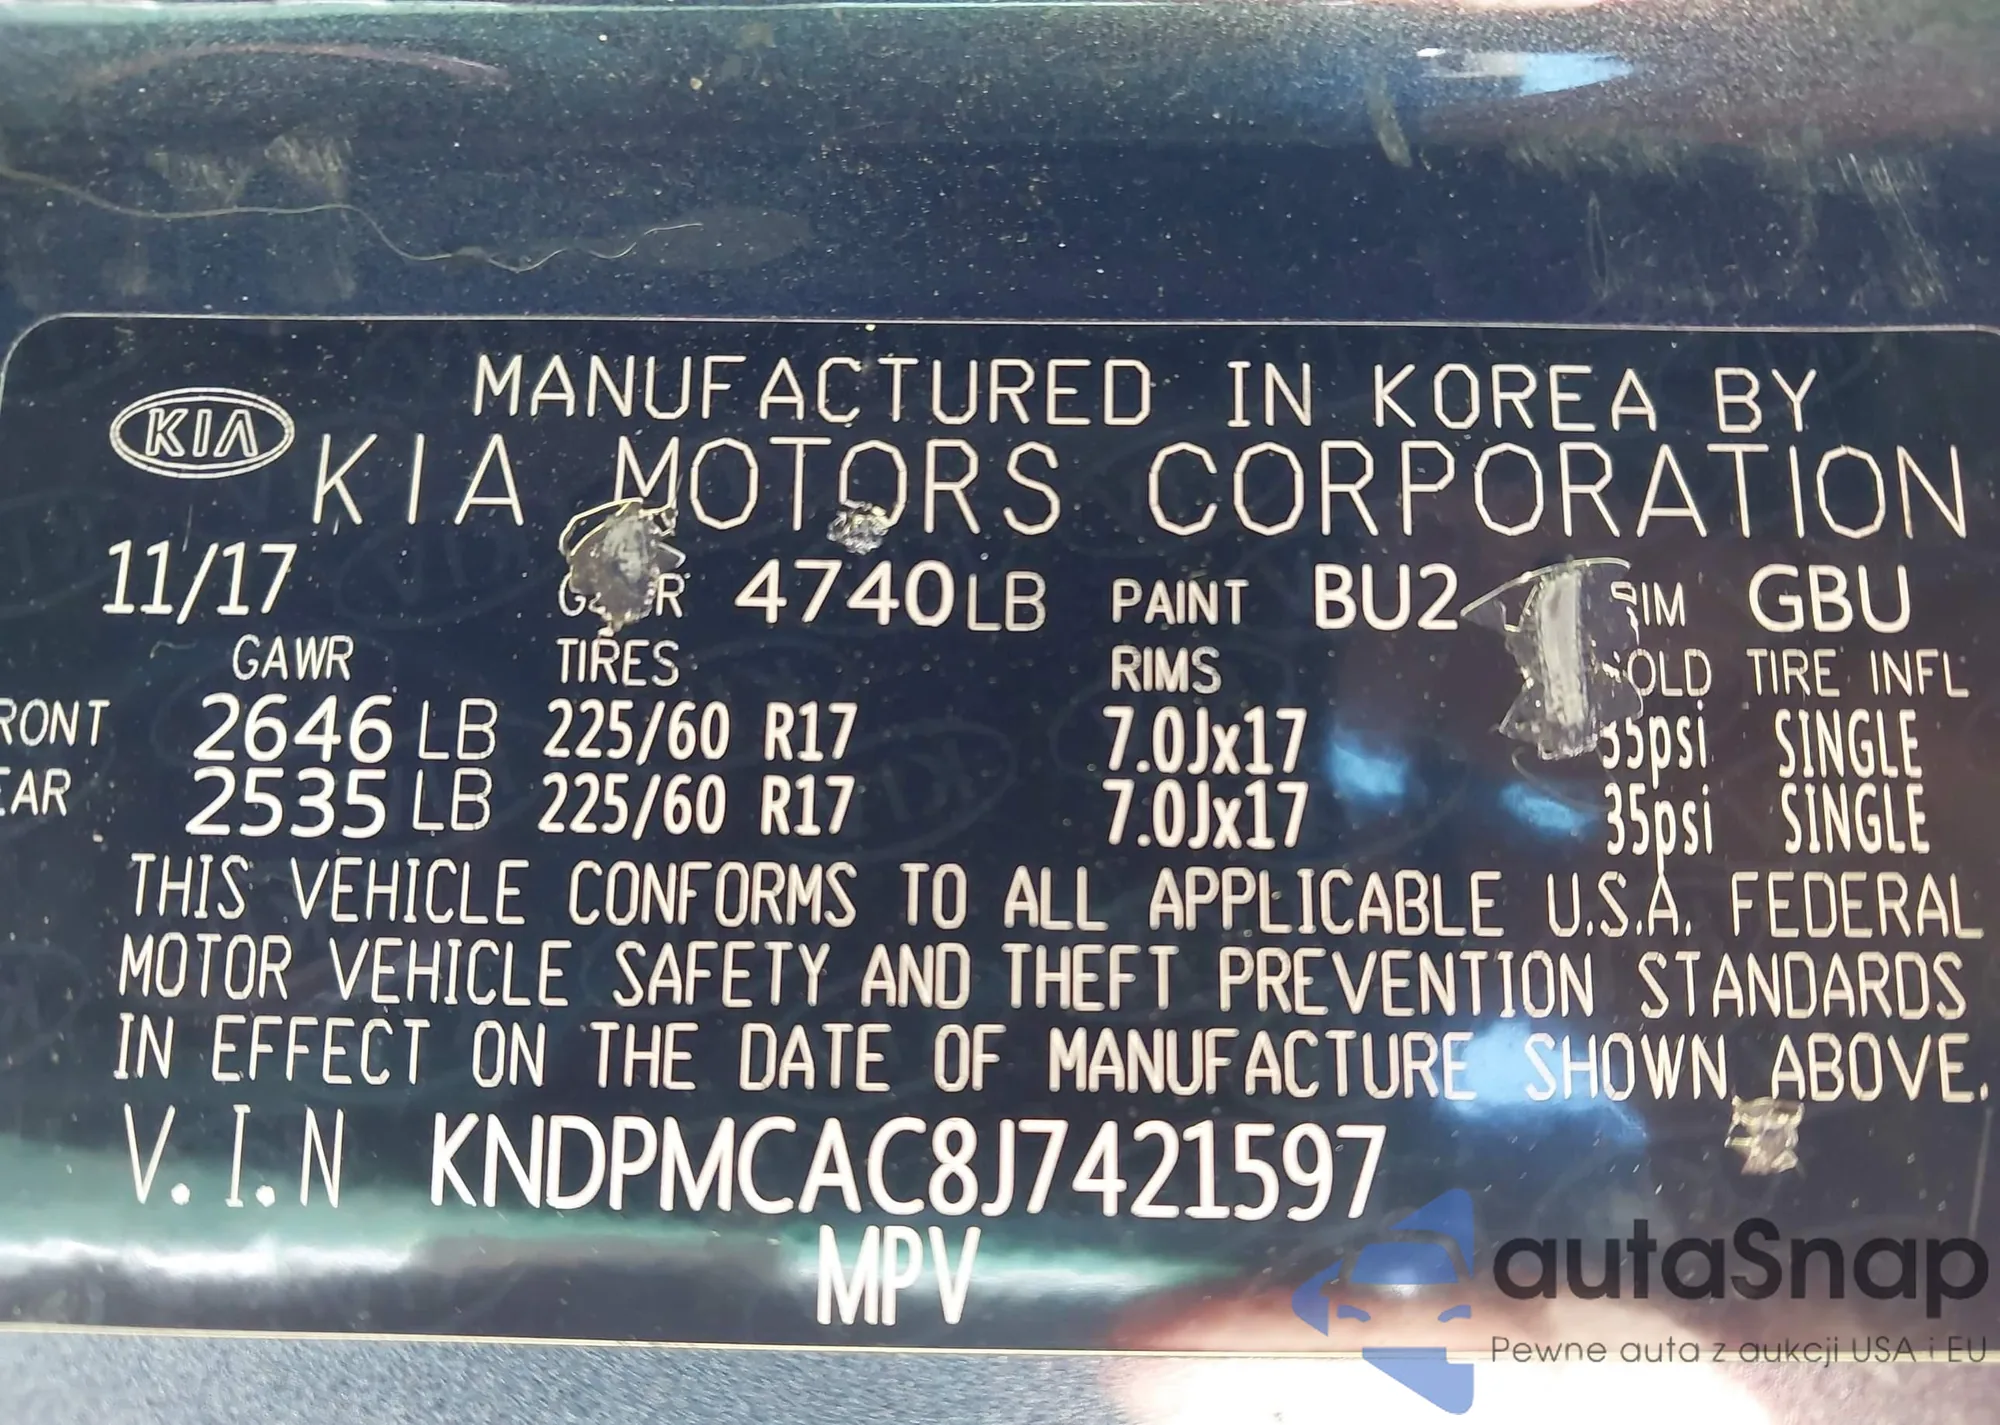 MANUFACTURED IN KOREA BY
KIA KIA MOTORS CORPORATION
11/17 4740LB PAINT BU2 GBU
GAWR TIRES RIMS TIRE INFL
2646 LB 225/60 R17 7.0Jx17 35psi SINGLE
2535 LB 225/60 R17 7.0Jx17 35psi SINGLE
THIS VEHICLE CONFORMS TO ALL APPLICABLE U.S.A. FEDERAL
MOTOR VEHICLE SAFETY AND THEFT PREVENTION STANDARDS
IN EFFECT ON THE DATE OF MANUFACTURE SHOWN ABOVE.
V.I.N KNDPMCAC8J7421597
MPV
autaSnap
Pewne auta z aukcji USA i EU